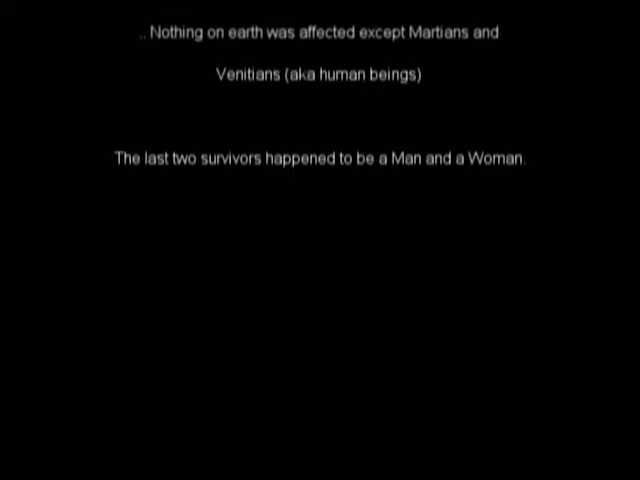 .. Nothing on earth was affected except Martians and
Venitians (aka human beings)
The last two survivors happened to be a Man and a Woman.